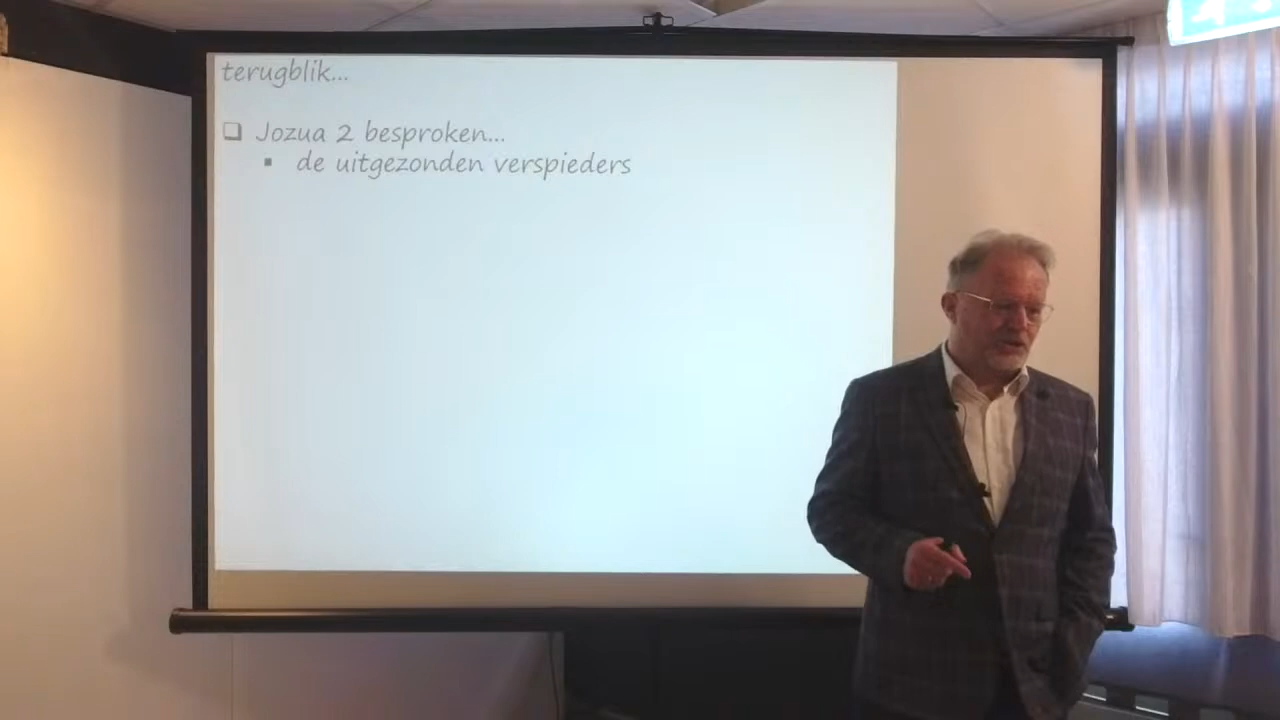 terugblik...
❑ Jozua 2 besproken...
▪ de uitgezonden verspieders